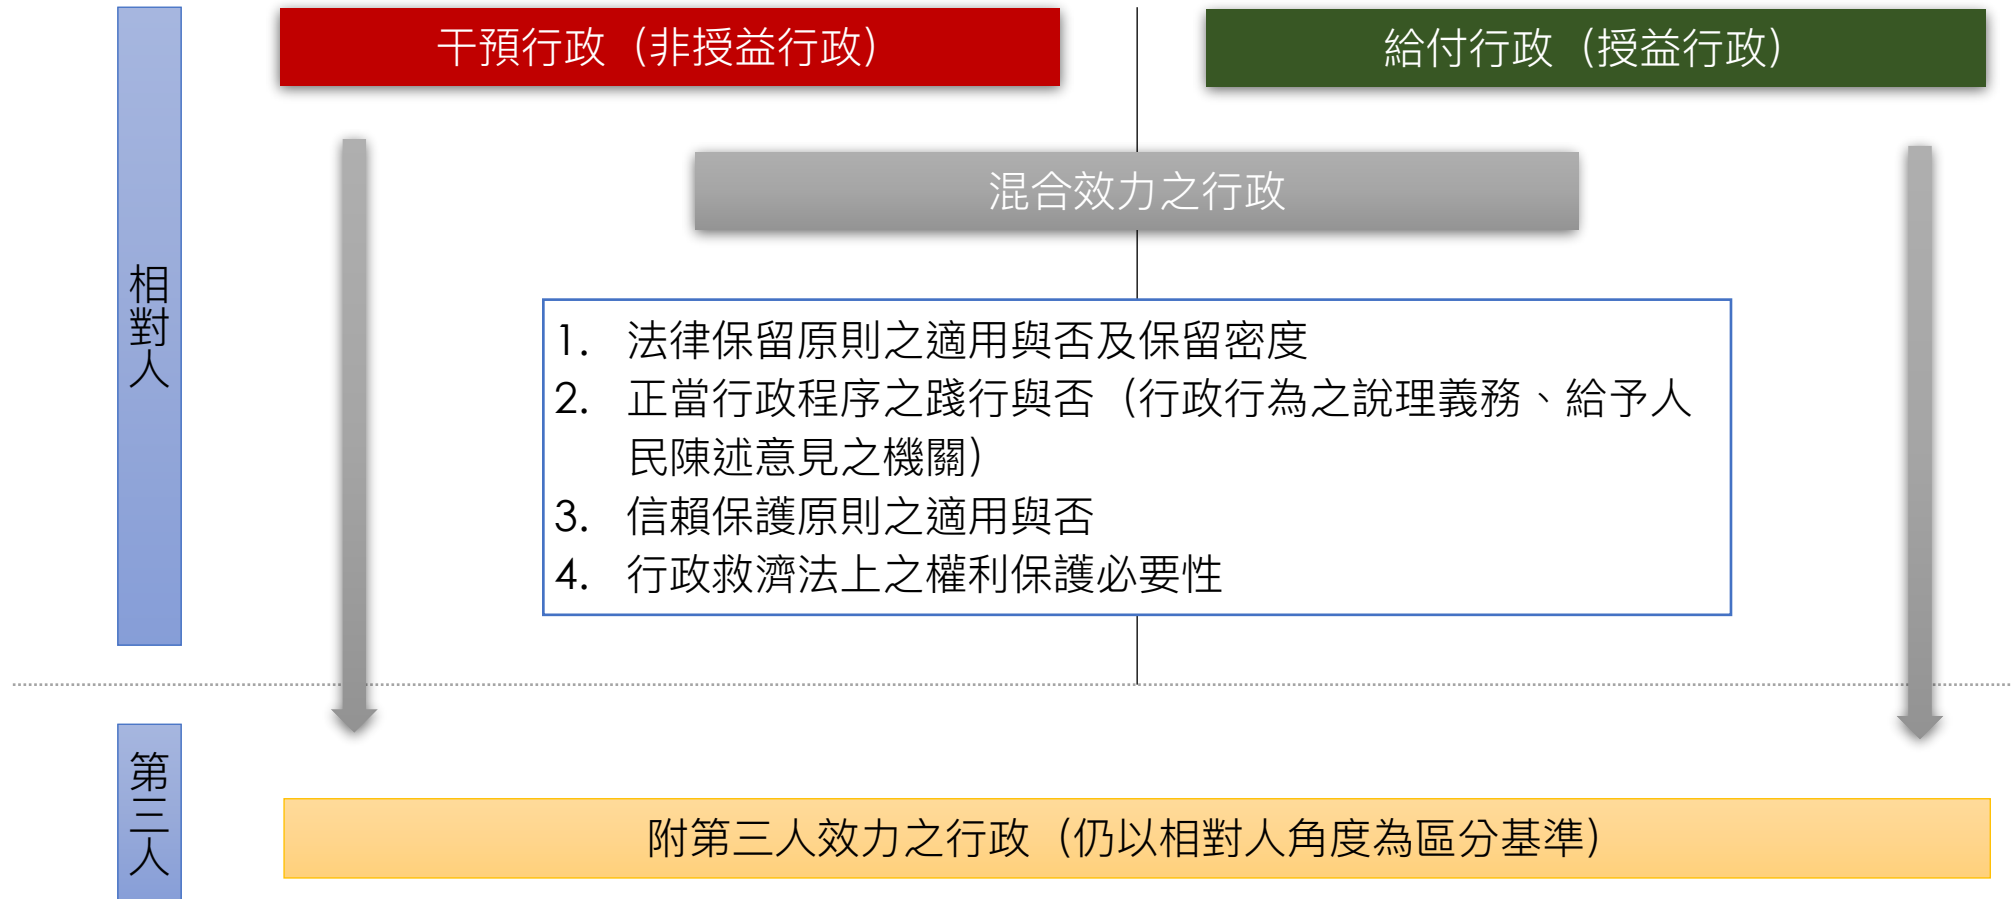 干預行政（非授益行政）
給付行政（授益行政）
混合效力之行政
相對人
1. 法律保留原則之適用與否及保留密度
2. 正當行政程序之踐行與否（行政行為之說理義務、給予人
民陳述意見之機關）
3. 信賴保護原則之適用與否
4. 行政救濟法上之權利保護必要性
第三人
附第三人效力之行政（仍以相對人角度為區分基準）